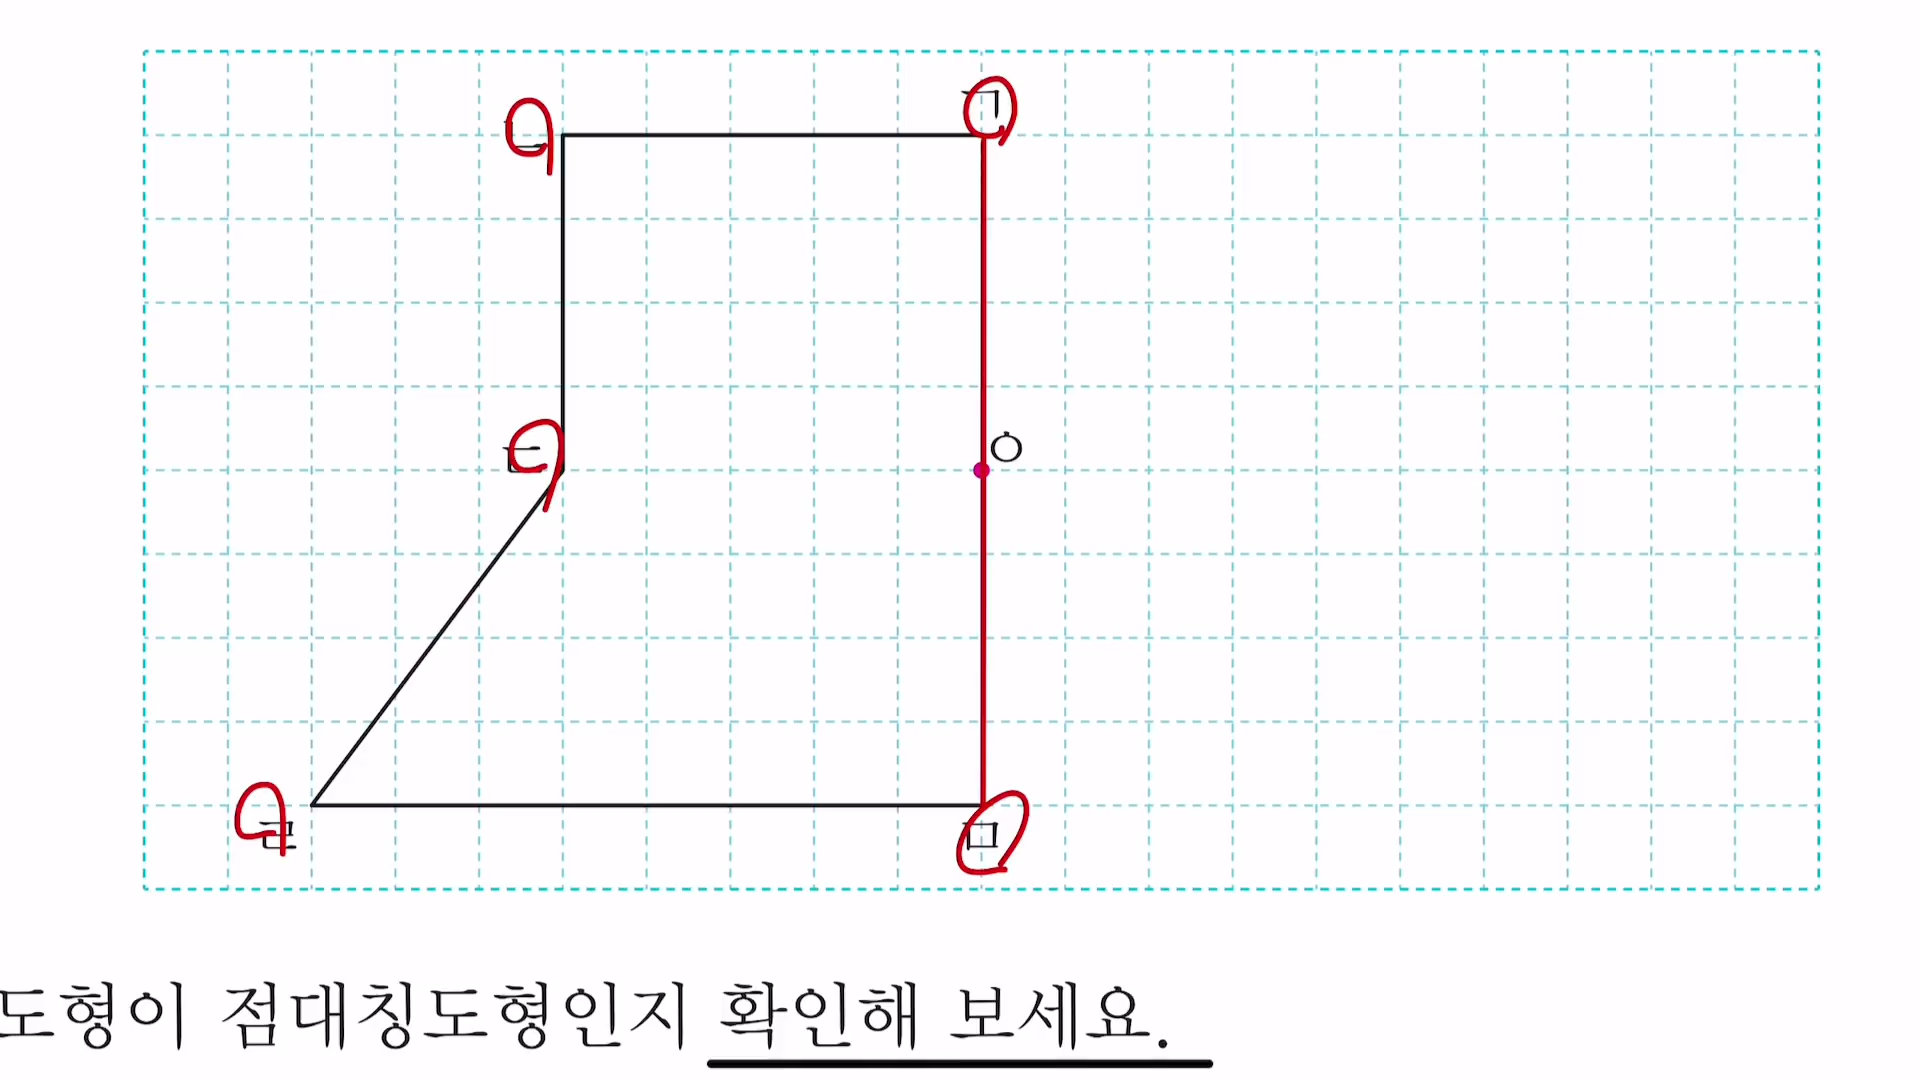 ㄱ
ㄴ
ㄷ
ㅇ
ㄹ
ㅁ
도형이 점대칭도형인지 확인해 보세요.